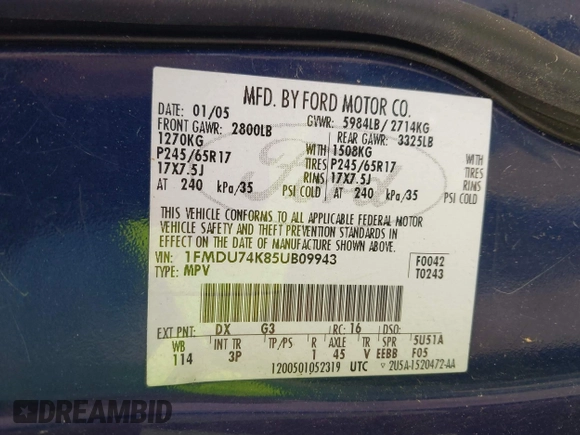 MFD. BY FORD MOTOR CO.
DATE: 01/05 GVWR: 5984LB/2714KG
FRONT GAWR: 2800LB REAR GAWR: 3325LB
1270KG 1508KG WITH
P245/65R17 TIRES P245/65R17 TIRES
17X7.5J RIMS 17X7.5J RIMS
AT 240 kPa/35 PSI COLD AT 240 kPa/35 PSI COLD
Ford
THIS VEHICLE CONFORMS TO ALL APPLICABLE FEDERAL MOTOR
VEHICLE SAFETY AND THEFT PREVENTION STANDARDS IN
EFFECT ON THE DATE OF MANUFACTURE SHOWN ABOVE.
VIN: 1FMDU74K85UB09943 F0042
TYPE: MPV T0243
EXT PNT: DX G3 RC: 16 DSO:
WB INT TR TP/PS R AXLE TR SPR 5U51A
114 3P 1 45 V EEBB F05
1200501052319 UTC 2U5A-1520472-AA
DREAMBID